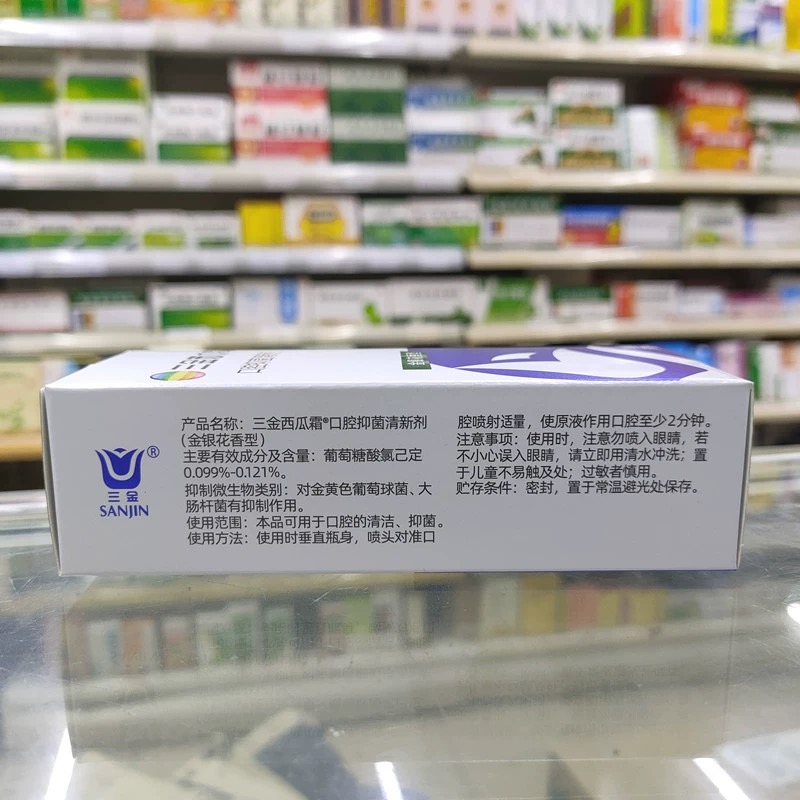 三金
SANJIN
®
产品名称：三金西瓜霜®口腔抑菌清新剂
（金银花香型）
主要有效成分及含量：葡萄糖酸氯己定
0.099%-0.121%。
抑制微生物类别：对金黄色葡萄球菌、大
肠杆菌有抑制作用。
使用范围：本品可用于口腔的清洁、抑菌。
使用方法：使用时垂直瓶身，喷头对准口
腔喷射适量，使原液作用口腔至少2分钟。
注意事项：使用时，注意勿喷入眼睛，若
不小心误入眼睛，请立即用清水冲洗；置
于儿童不易触及处；过敏者慎用。
贮存条件：密封，置于常温避光处保存。